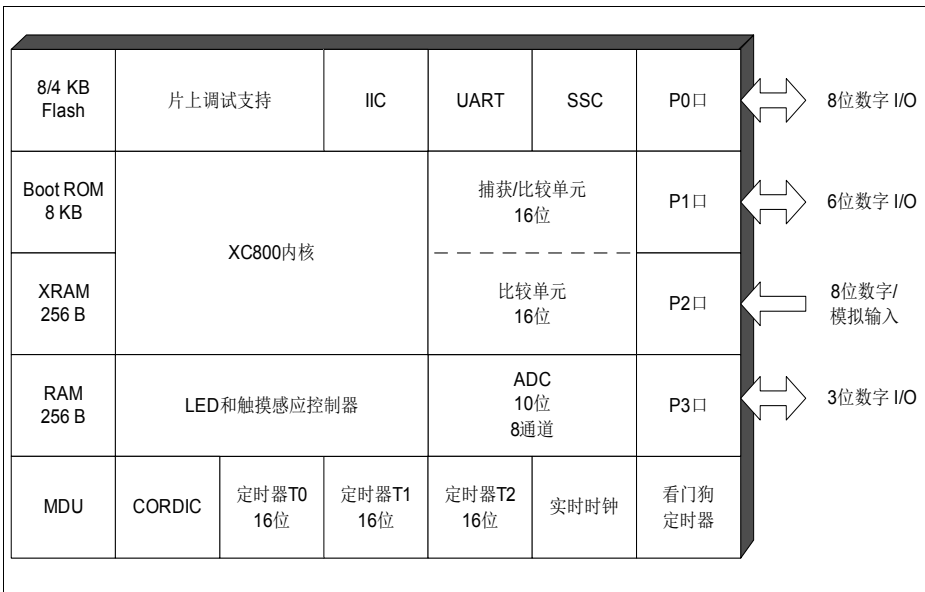 8/4 KB
Flash
片上调试支持
IIC
UART
SSC
P0口
8位数字 I/O
Boot ROM
8 KB
XC800内核
捕获/比较单元
16位
P1口
6位数字 I/O
XRAM
256 B
比较单元
16位
P2口
8位数字/
模拟输入
RAM
256 B
LED和触摸感应控制器
ADC
10位
8通道
P3口
3位数字 I/O
MDU
CORDIC
定时器T0
16位
定时器T1
16位
定时器T2
16位
实时时钟
看门狗
定时器